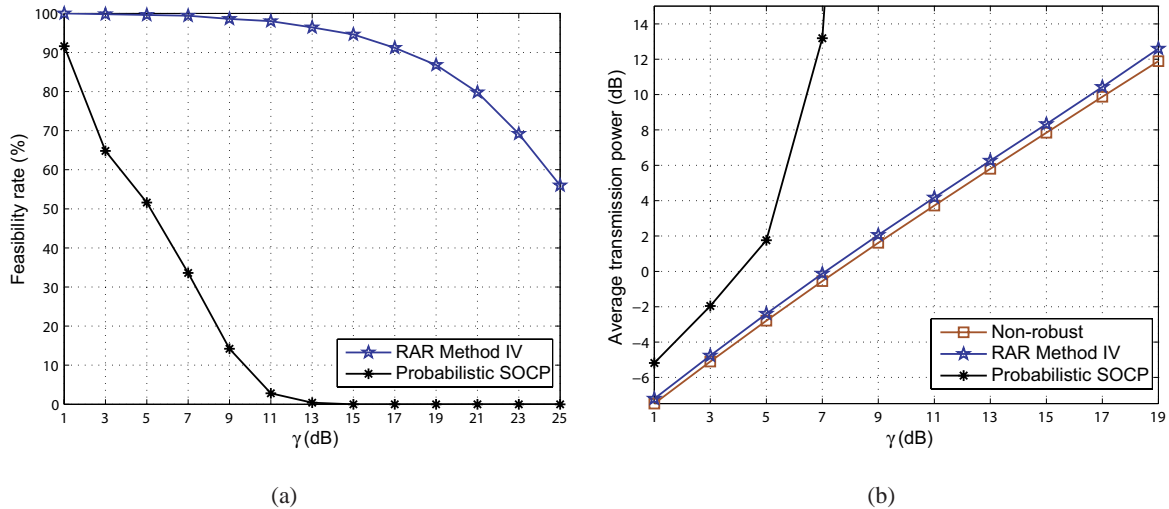 100
90
80
70
60
50
40
30
20
10
0
Feasibility rate (%)
RAR Method IV
Probabilistic SOCP
1 3 5 7 9 11 13 15 17 19 21 23 25
γ (dB)
(a)
14
12
10
8
6
4
2
0
−2
−4
−6
Average transmission power (dB)
Non-robust
RAR Method IV
Probabilistic SOCP
1 3 5 7 9 11 13 15 17 19
γ (dB)
(b)